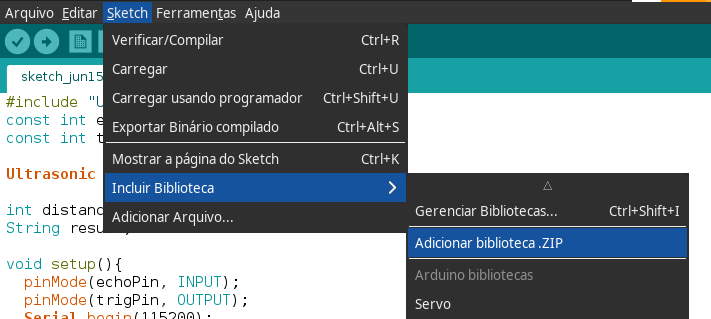 Arquivo Editar Sketch Ferramentas Ajuda
Verificar/Compilar Ctrl+R
Carregar Ctrl+U
Carregar usando programador Ctrl+Shift+U
Exportar Binário compilado Ctrl+Alt+S
Mostrar a página do Sketch Ctrl+K
Incluir Biblioteca
Adicionar Arquivo...
Gerenciar Bibliotecas... Ctrl+Shift+I
Adicionar biblioteca .ZIP
Arduino bibliotecas
Servo
sketch_jun15
#include "U
const int e
const int t
Ultrasonic
int distanc
String resu
void setup(){
pinMode(echoPin, INPUT);
pinMode(trigPin, OUTPUT);
Serial.begin(115200);